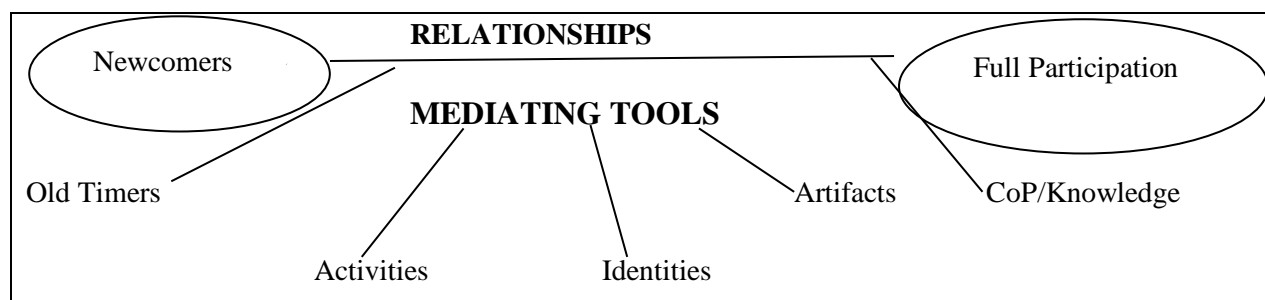 RELATIONSHIPS
Newcomers
Full Participation
MEDIATING TOOLS
Old Timers
Artifacts
CoP/Knowledge
Activities
Identities